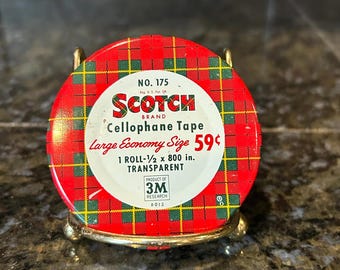 NO. 175
SCOTCH
BRAND
Cellophane Tape
Large Economy Size 59¢
1 ROLL-½ x 800 in.
TRANSPARENT
PRODUCT OF
3M
RESEARCH